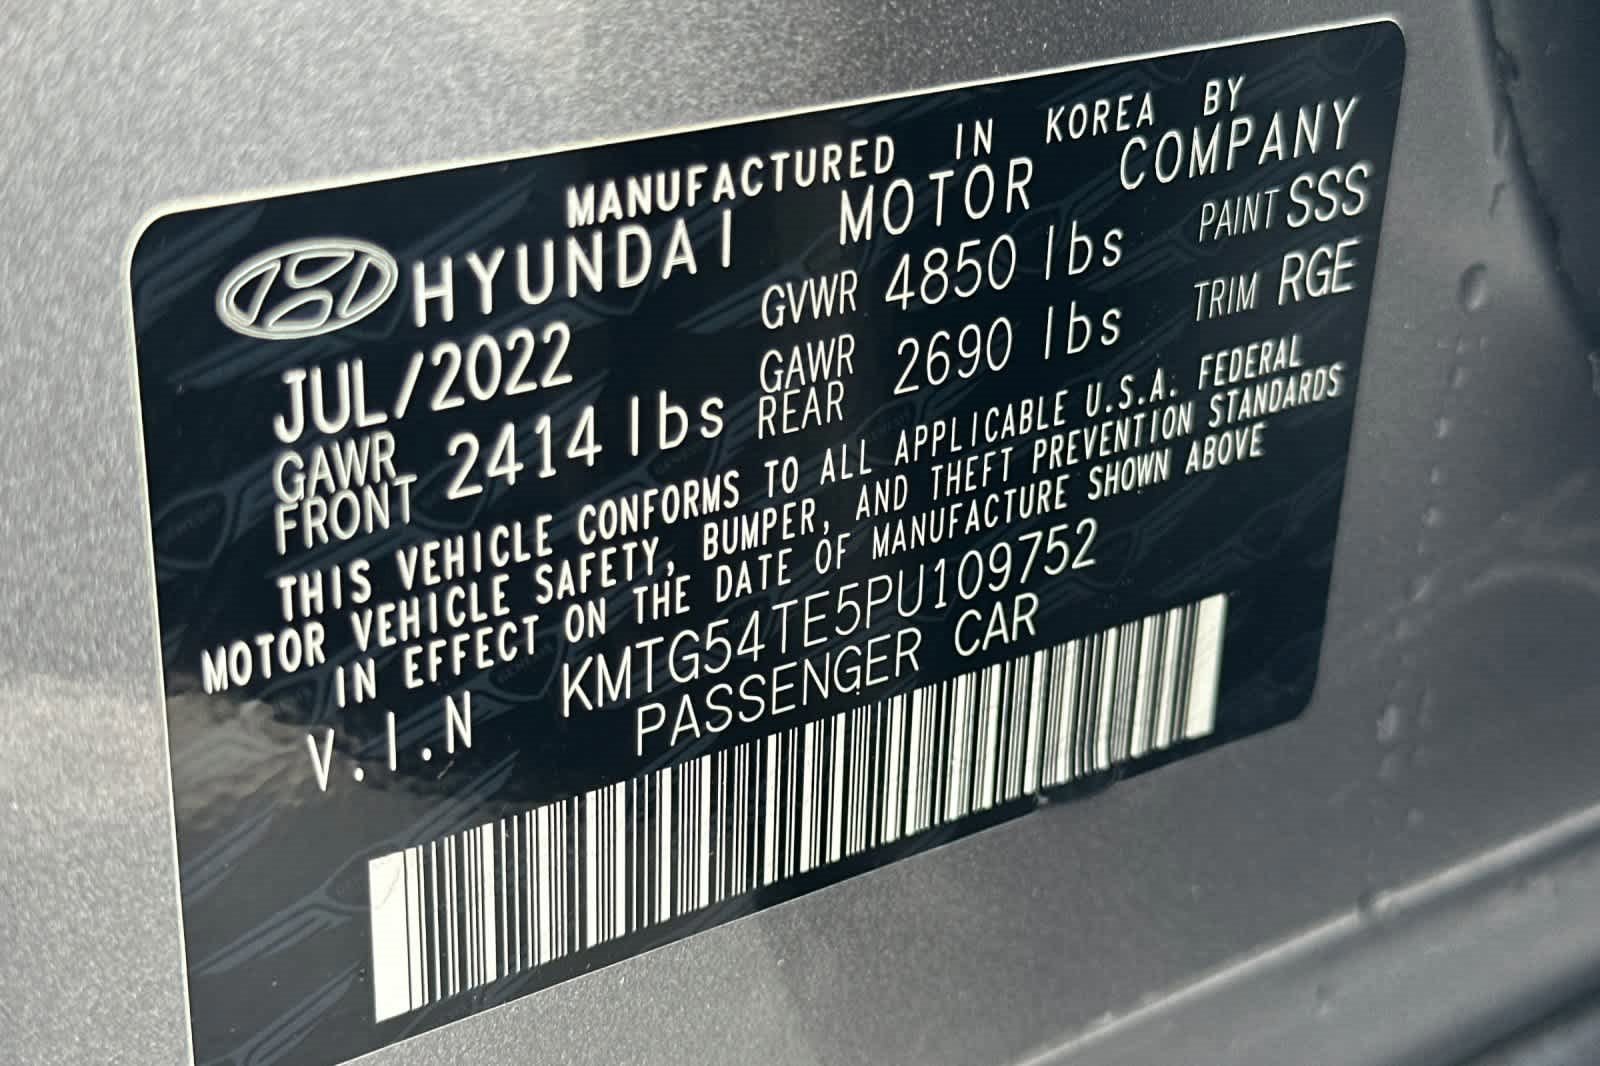 MANUFACTURED IN KOREA BY
HYUNDAI MOTOR COMPANY
JUL/2022 GVWR 4850 lbs PAINT SSS
GAWR FRONT 2414 lbs GAWR REAR 2690 lbs TRIM RGE
THIS VEHICLE CONFORMS TO ALL APPLICABLE U.S.A. FEDERAL
MOTOR VEHICLE SAFETY, BUMPER, AND THEFT PREVENTION STANDARDS
IN EFFECT ON THE DATE OF MANUFACTURE SHOWN ABOVE
V.I.N KMTG54TE5PU109752
PASSENGER CAR